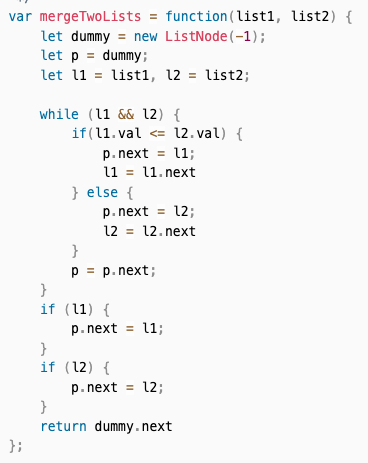 var mergeTwoLists = function(list1, list2) {
    let dummy = new ListNode(-1);
    let p = dummy;
    let l1 = list1, l2 = list2;

    while (l1 && l2) {
        if(l1.val <= l2.val) {
            p.next = l1;
            l1 = l1.next
        } else {
            p.next = l2;
            l2 = l2.next
        }
        p = p.next;
    }
    if (l1) {
        p.next = l1;
    }
    if (l2) {
        p.next = l2;
    }
    return dummy.next
};